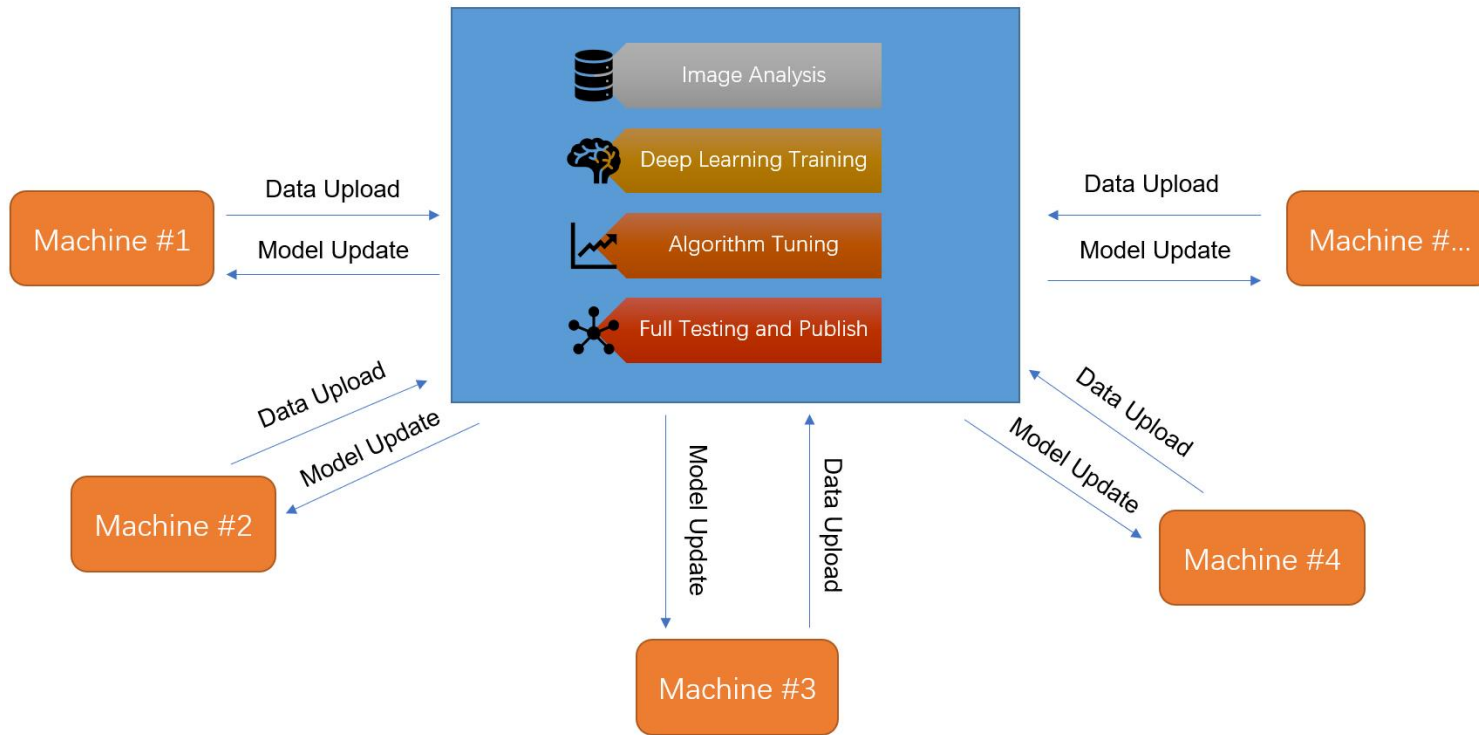 Image Analysis
Deep Learning Training
Algorithm Tuning
Full Testing and Publish
Data Upload
Model Update
Machine #1
Data Upload
Model Update
Machine #...
Data Upload
Model Update
Machine #2
Model Update
Data Upload
Machine #3
Data Upload
Model Update
Machine #4